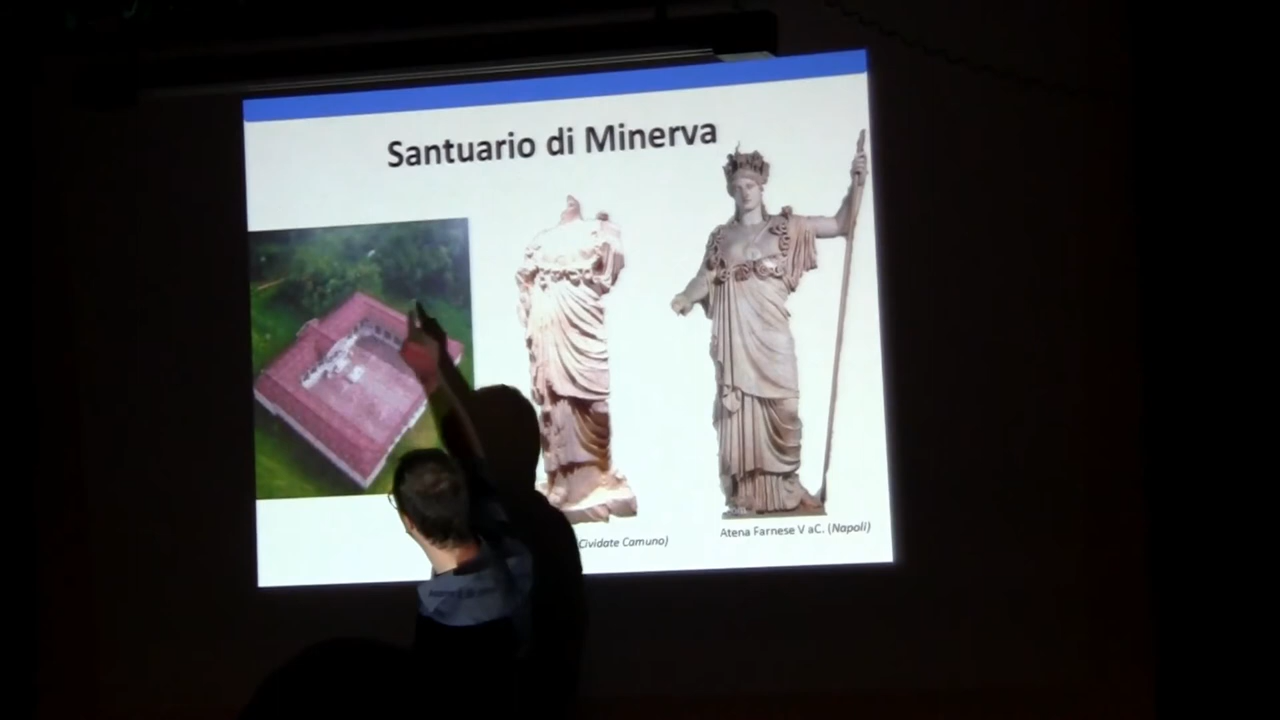 Santuario di Minerva
Cividate Camuno)
Atena Farnese V aC. (Napoli)